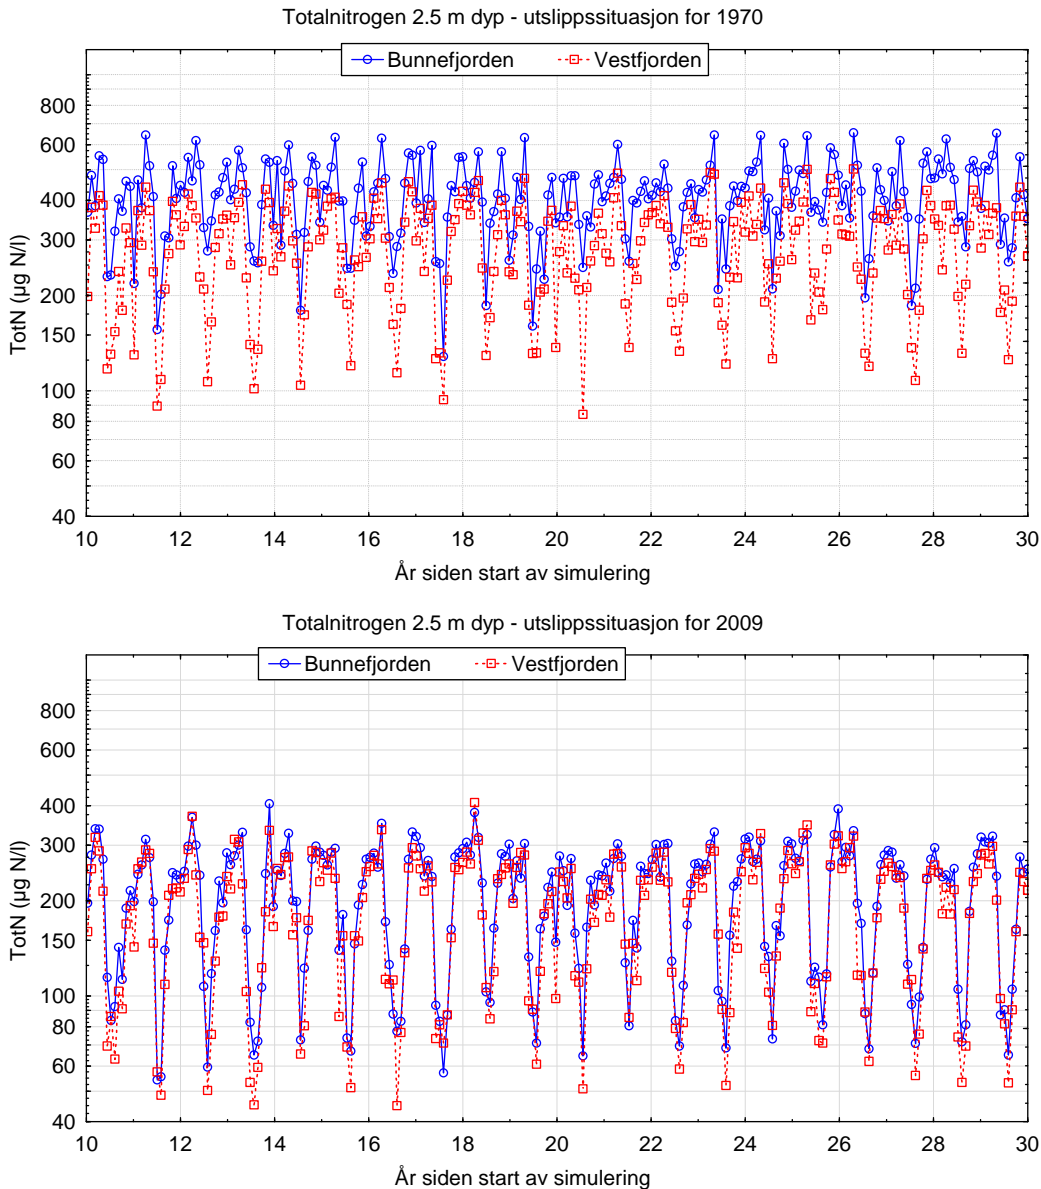 Totalnitrogen 2.5 m dyp - utslippssituasjon for 1970
Bunnefjorden Vestfjorden
TotN (µg N/l)
800
600
400
300
200
150
100
80
60
40
10 12 14 16 18 20 22 24 26 28 30
År siden start av simulering
Totalnitrogen 2.5 m dyp - utslippssituasjon for 2009
Bunnefjorden Vestfjorden
TotN (µg N/l)
800
600
400
300
200
150
100
80
60
40
10 12 14 16 18 20 22 24 26 28 30
År siden start av simulering